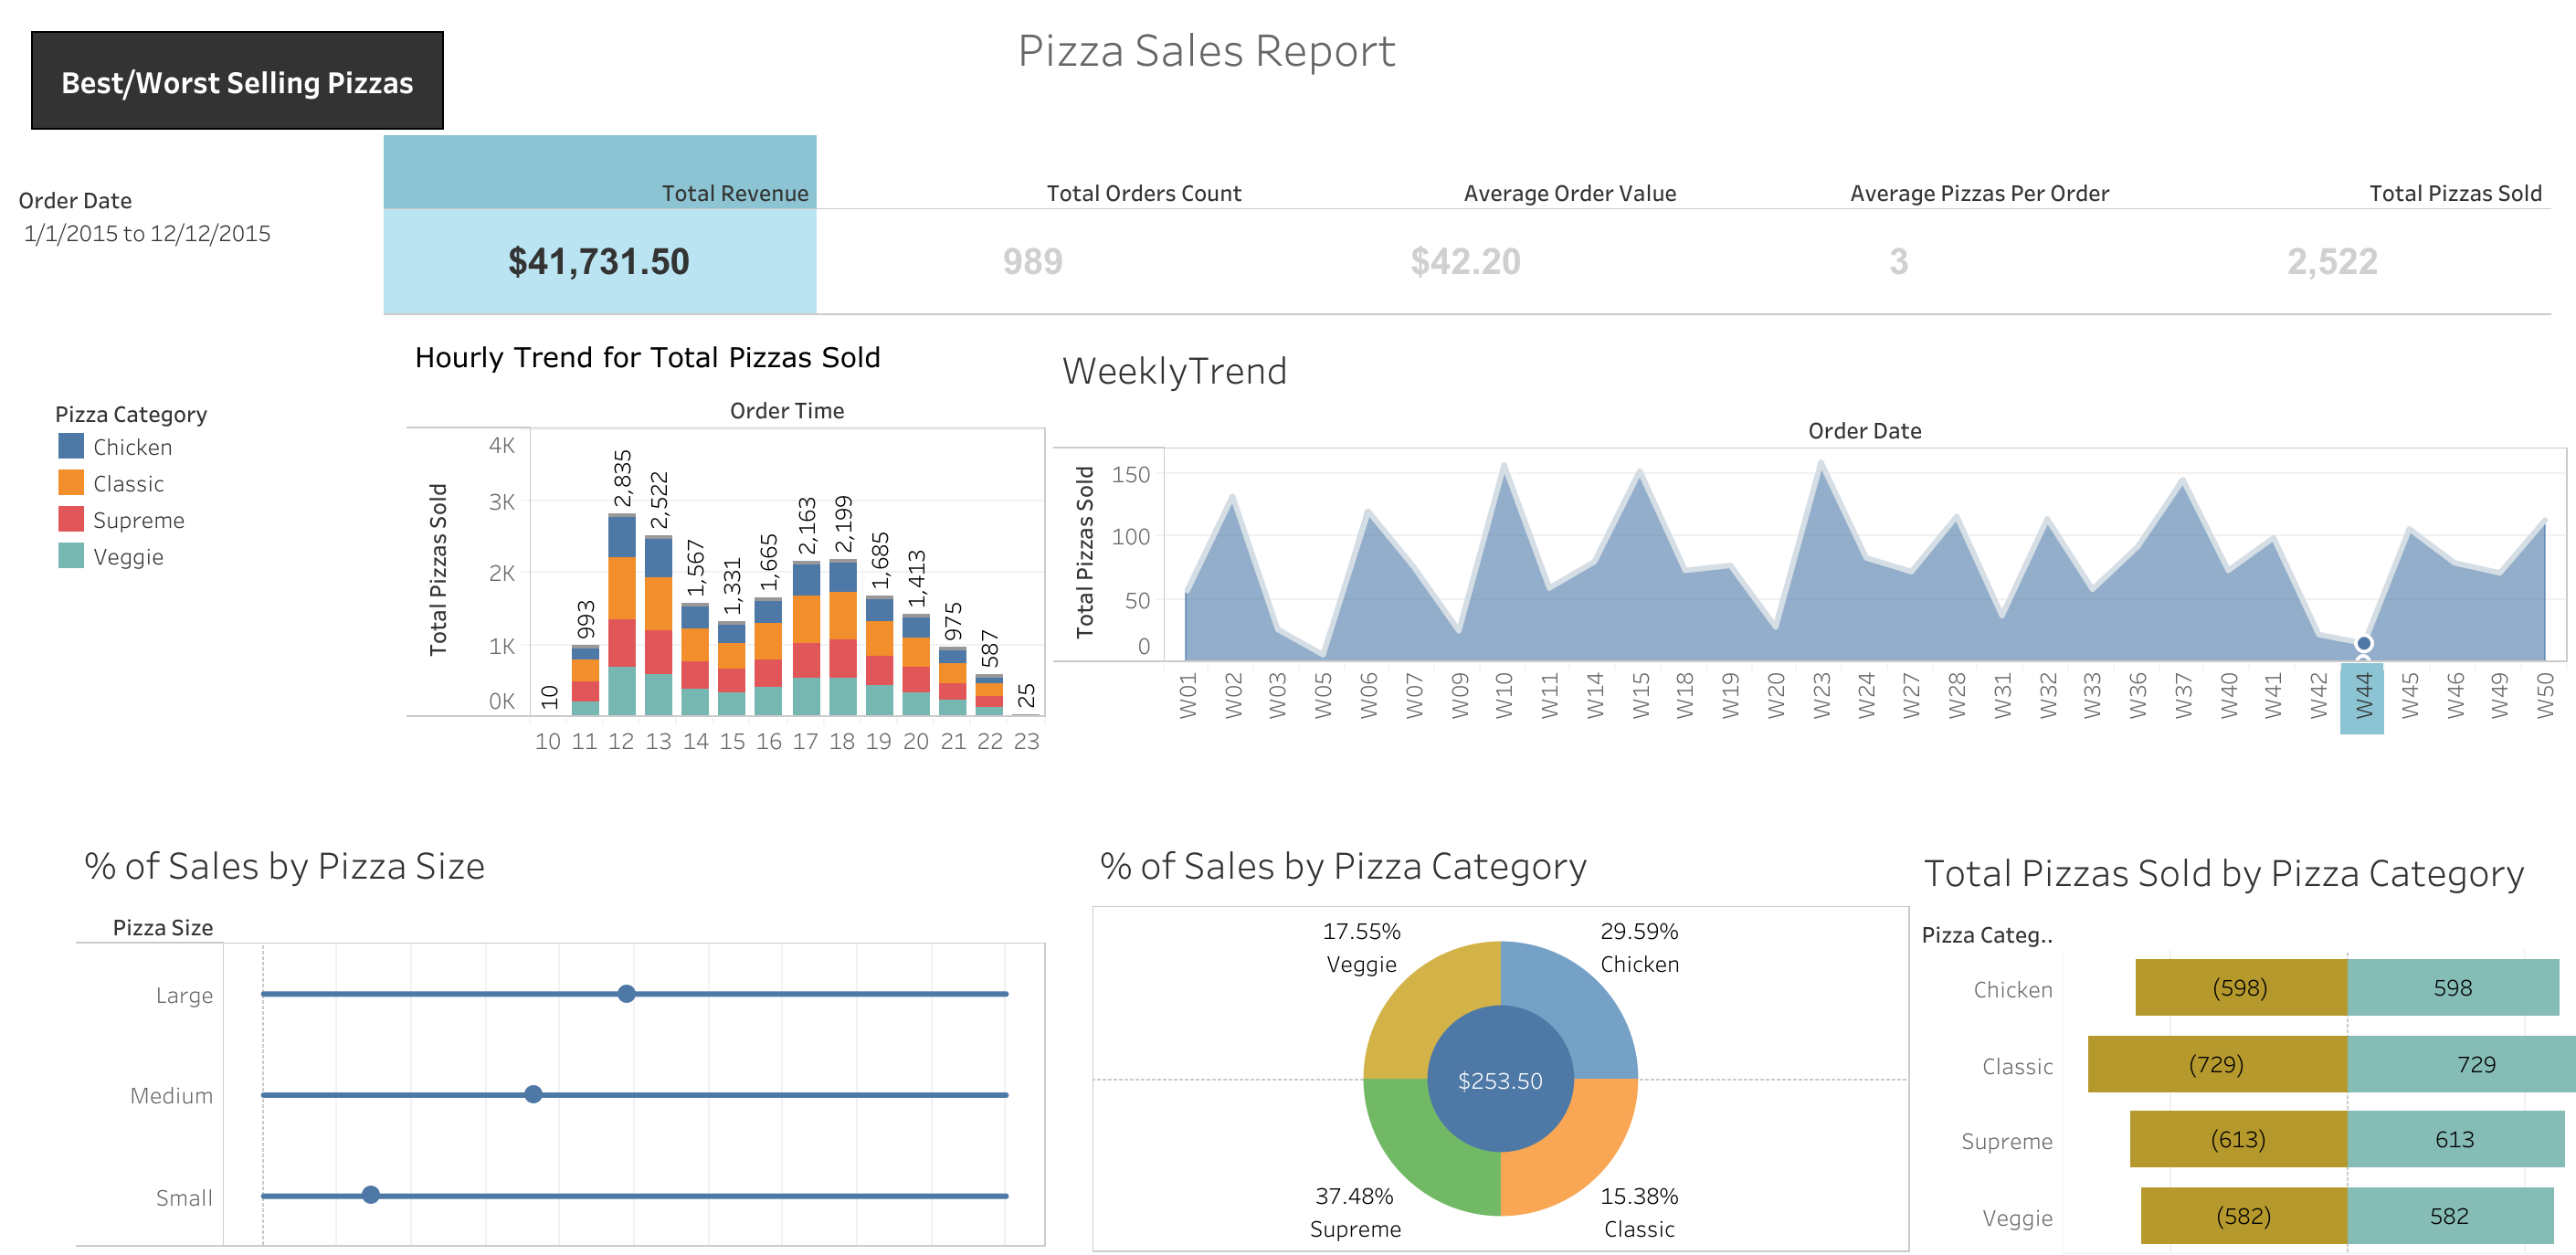 Pizza Sales Report
Best/Worst Selling Pizzas
Order Date
1/1/2015 to 12/12/2015
Total Revenue Total Orders Count Average Order Value Average Pizzas Per Order Total Pizzas Sold
$41,731.50 989 $42.20 3 2,522
Pizza Category
Chicken
Classic
Supreme
Veggie
Hourly Trend for Total Pizzas Sold
Order Time
Total Pizzas Sold
4K
3K
2K
1K
0K
10 993 2,835 2,522 1,567 1,331 1,665 2,163 2,199 1,685 1,413 975 587 25
10 11 12 13 14 15 16 17 18 19 20 21 22 23
WeeklyTrend
Order Date
Total Pizzas Sold
150
100
50
0
W01 W02 W03 W05 W06 W07 W09 W10 W11 W14 W15 W18 W19 W20 W23 W24 W27 W28 W31 W32 W33 W36 W37 W40 W41 W42 W44 W45 W46 W49 W50
% of Sales by Pizza Size
Pizza Size
Large
Medium
Small
% of Sales by Pizza Category
17.55%
Veggie
29.59%
Chicken
$253.50
37.48%
Supreme
15.38%
Classic
Total Pizzas Sold by Pizza Category
Pizza Categ..
Chicken (598) 598
Classic (729) 729
Supreme (613) 613
Veggie (582) 582